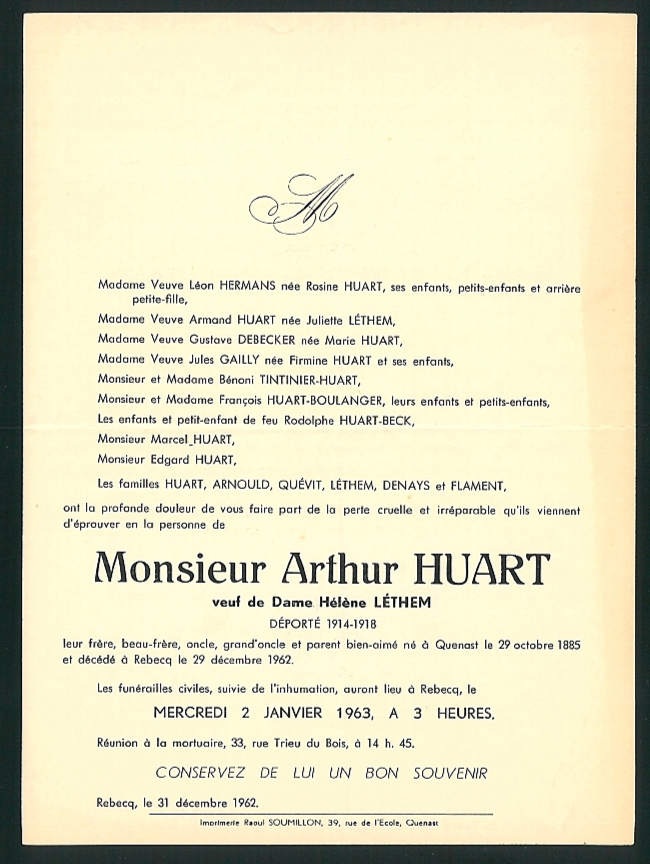 M
Madame Veuve Léon HERMANS née Rosine HUART, ses enfants, petits-enfants et arrière
petite-fille,
Madame Veuve Armand HUART née Juliette LÉTHEM,
Madame Veuve Gustave DEBECKER née Marie HUART,
Madame Veuve Jules GAILLY née Firmine HUART et ses enfants,
Monsieur et Madame Bénoni TINTINIER-HUART,
Monsieur et Madame François HUART-BOULANGER, leurs enfants et petits-enfants,
Les enfants et petit-enfant de feu Rodolphe HUART-BECK,
Monsieur Marcel HUART,
Monsieur Edgard HUART,
Les familles HUART, ARNOULD, QUÉVIT, LÉTHEM, DENAYS et FLAMENT,
ont la profonde douleur de vous faire part de la perte cruelle et irréparable qu'ils viennent
d'éprouver en la personne de
Monsieur Arthur HUART
veuf de Dame Hélène LÉTHEM
DÉPORTÉ 1914-1918
leur frère, beau-frère, oncle, grand'oncle et parent bien-aimé né à Quenast le 29 octobre 1885
et décédé à Rebecq le 29 décembre 1962.
Les funérailles civiles, suivie de l'inhumation, auront lieu à Rebecq, le
MERCREDI 2 JANVIER 1963, A 3 HEURES.
Réunion à la mortuaire, 33, rue Trieu du Bois, à 14 h. 45.
CONSERVEZ DE LUI UN BON SOUVENIR
Rebecq, le 31 décembre 1962.
Imprimerie Raoul SOUMILLON, 39, rue de l'Ecole, Quenast